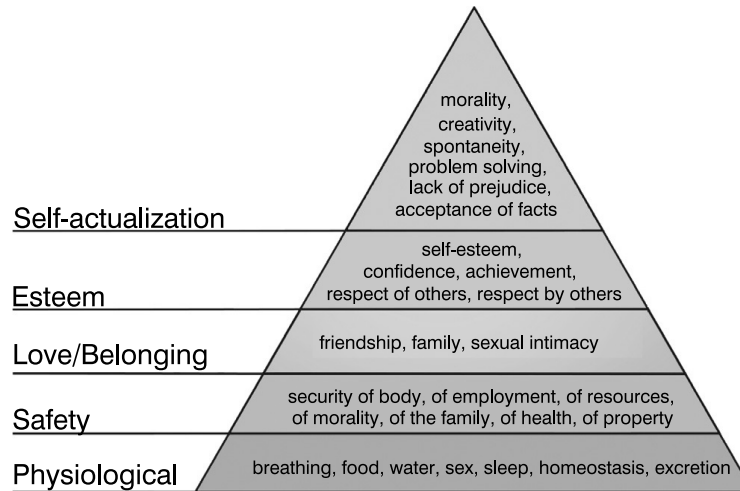 morality,
creativity,
spontaneity,
problem solving,
lack of prejudice,
acceptance of facts
Self-actualization
self-esteem,
confidence, achievement,
respect of others, respect by others
Esteem
friendship, family, sexual intimacy
Love/Belonging
security of body, of employment, of resources,
of morality, of the family, of health, of property
Safety
breathing, food, water, sex, sleep, homeostasis, excretion
Physiological